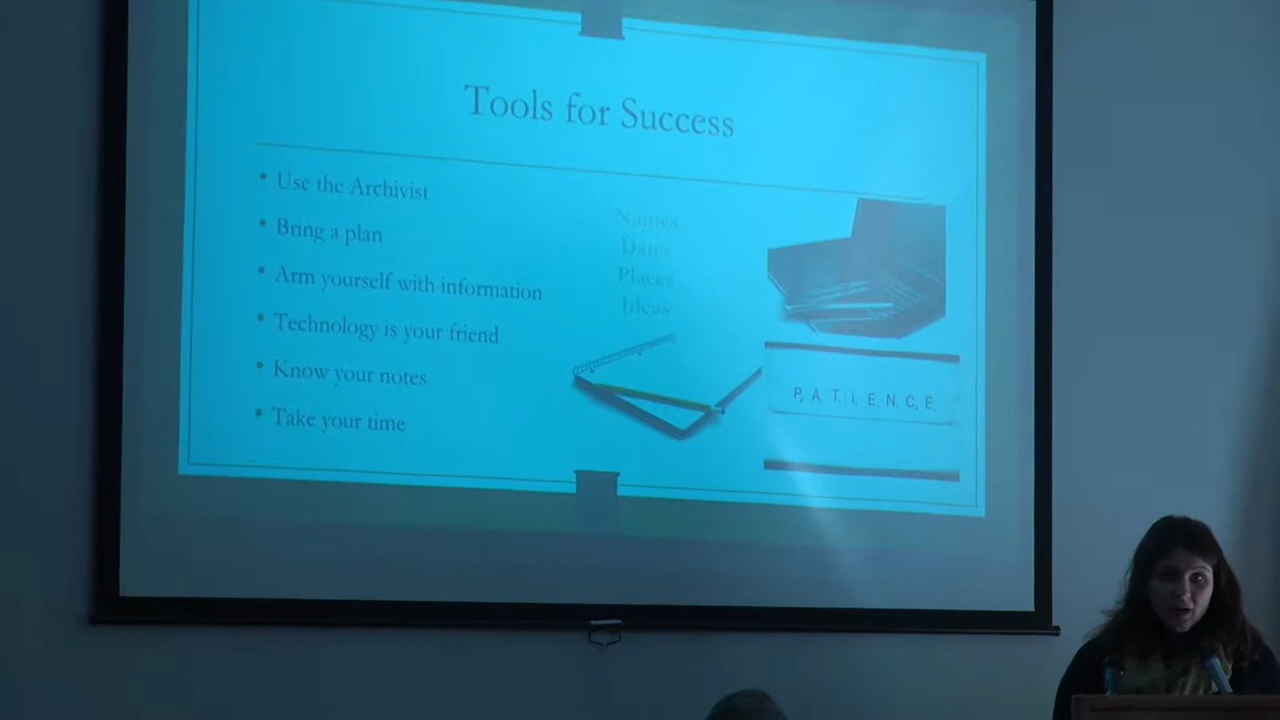 Tools for Success
• Use the Archivist
• Bring a plan
• Arm yourself with information
• Technology is your friend
• Know your notes
• Take your time
Names
Dates
Places
Ideas
PATIENCE